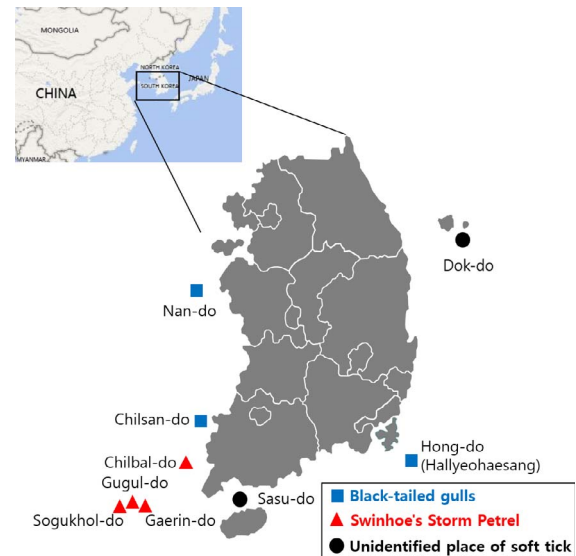 MONGOLIA
NORTH KOREA
CHINA
SOUTH KOREA
JAPAN
MYANMAR
Dok-do
Nan-do
Chilsan-do
Hong-do
(Hallyeohaesang)
Chilbal-do
Gugul-do
Sasu-do
Sogukhol-do
Gaerin-do
Black-tailed gulls
Swinhoe's Storm Petrel
Unidentified place of soft tick